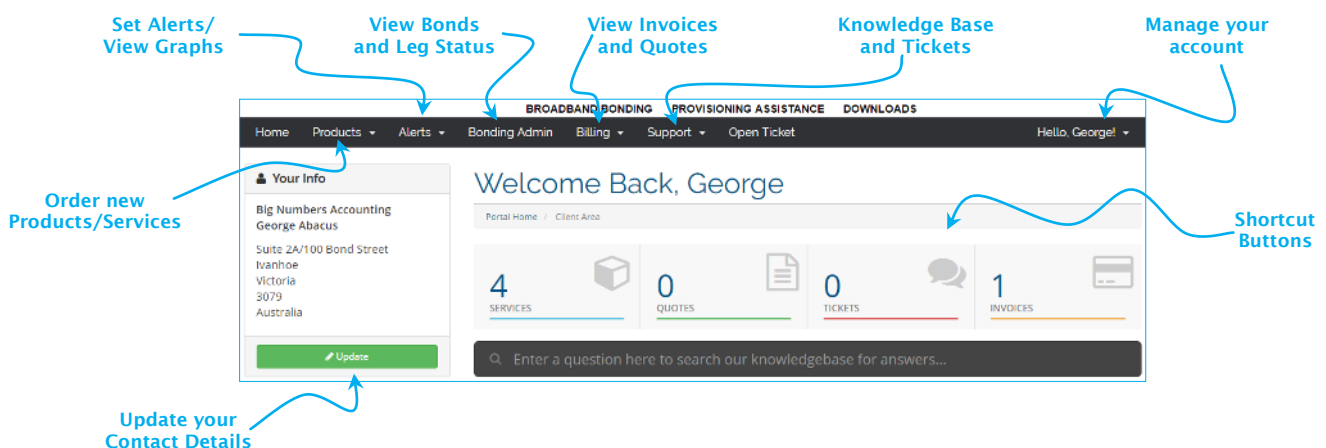 Set Alerts/
View Graphs
View Bonds
and Leg Status
View Invoices
and Quotes
Knowledge Base
and Tickets
Manage your
account
BROADBAND BONDING PROVISIONING ASSISTANCE DOWNLOADS
Home Products Alerts Bonding Admin Billing Support Open Ticket Hello, George!
Your Info
Welcome Back, George
Order new
Products/Services
Big Numbers Accounting
George Abacus
Portal Home / Client Area
Shortcut
Buttons
Suite 2A/100 Bond Street
Ivanhoe
Victoria
3079
Australia
4
SERVICES
0
QUOTES
0
TICKETS
1
INVOICES
Update
Enter a question here to search our knowledgebase for answers...
Update your
Contact Details